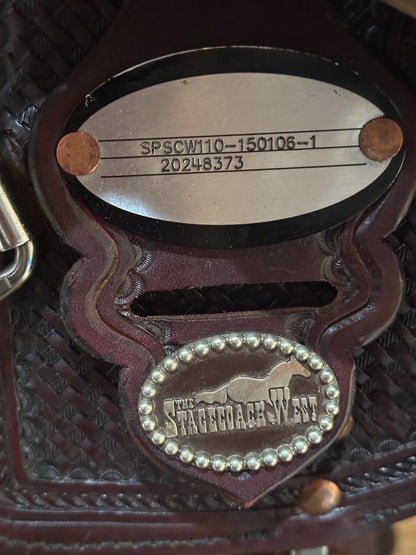 SPSCW110-150106-1
20248373
THE
STAGECOACH WEST